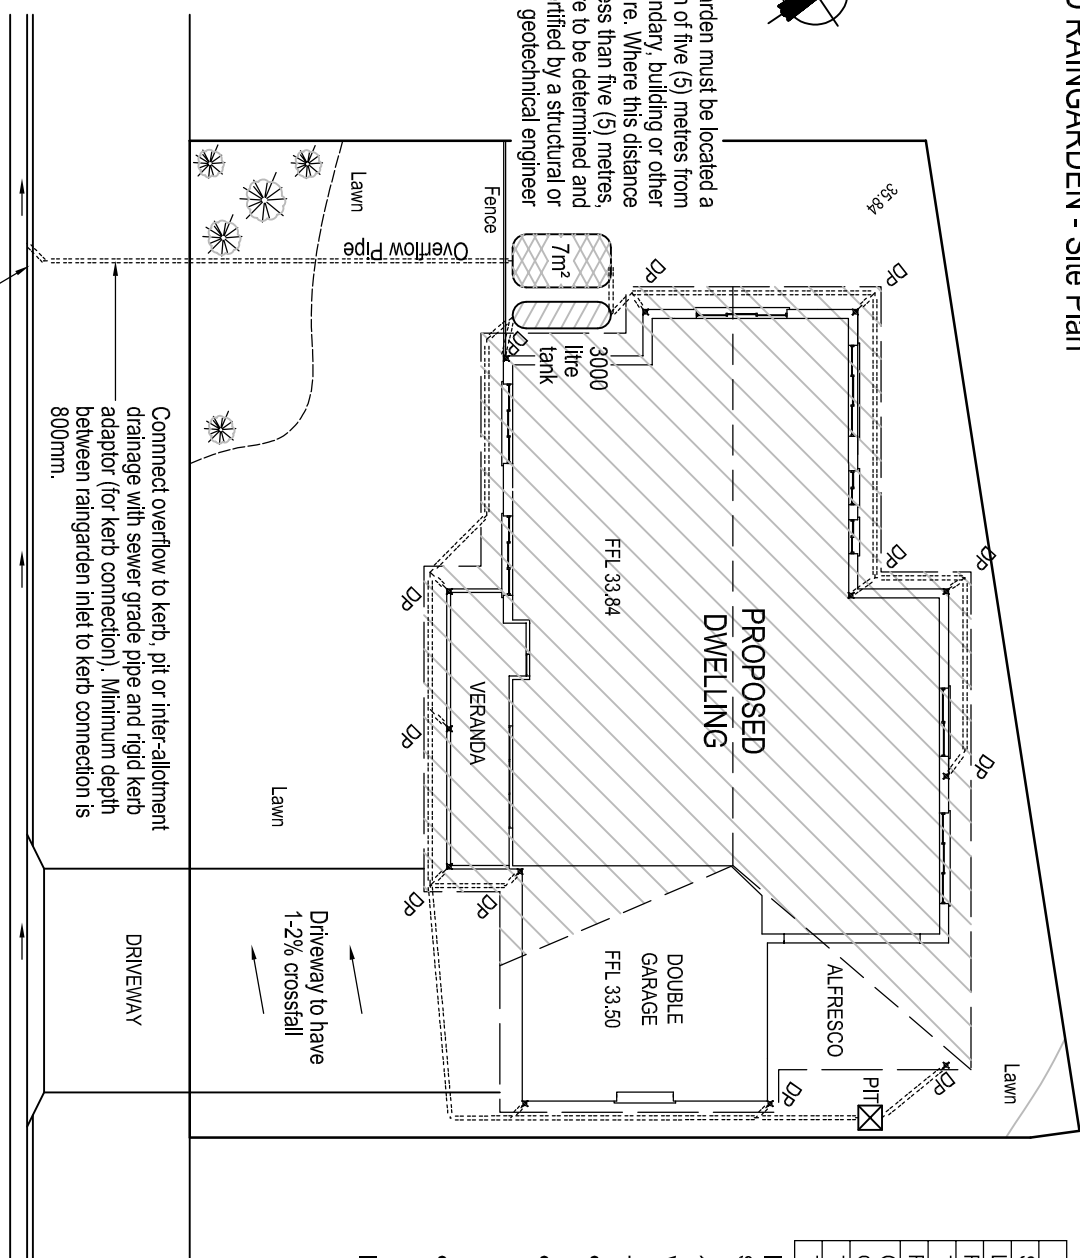 RAINGARDEN - Site Plan
garden must be located a
of five (5) metres from
building or other
Where this distance
less than five (5) metres,
to be determined and
certified by a structural or
geotechnical engineer
35.84
Lawn
Fence
Overflow Pipe
7m²
3000
litre
tank
DP
DP
DP
DP
DP
DP
DP
DP
DP
DP
DP
DP
FFL 33.84
PROPOSED
DWELLING
VERANDA
Lawn
Connnect overflow to kerb, pit or inter-allotment
drainage with sewer grade pipe and rigid kerb
adaptor (for kerb connection). Minimum depth
between raingarden inlet to kerb connection is
800mm.
DOUBLE
GARAGE
FFL 33.50
ALFRESCO
PIT
Lawn
Driveway to have
1-2% crossfall
DRIVEWAY